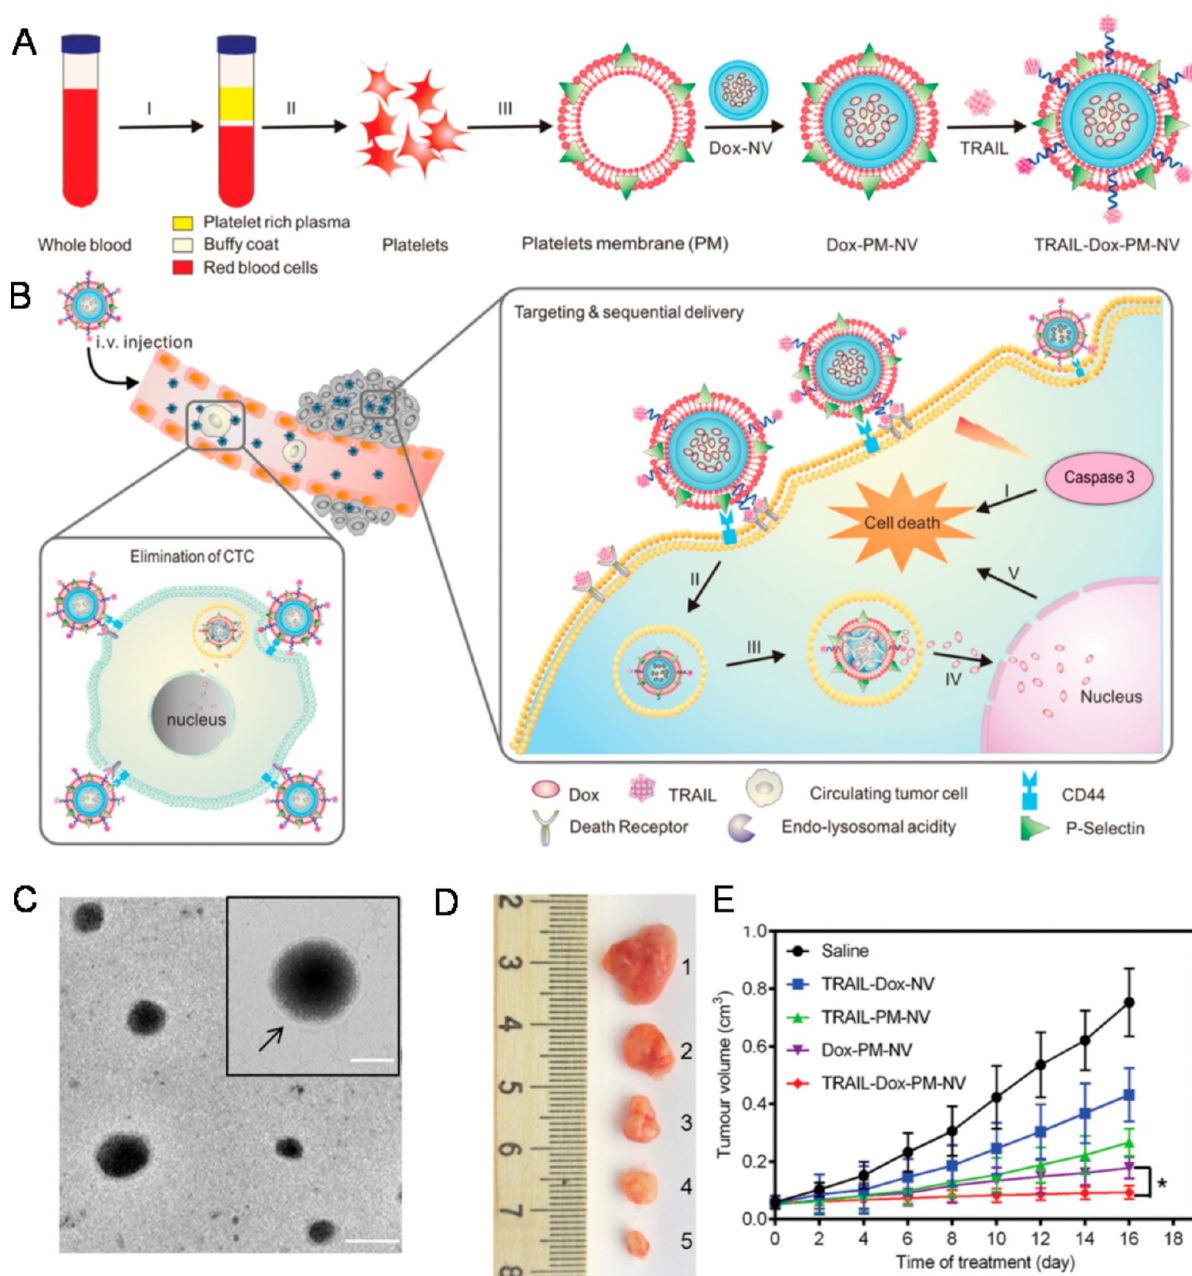 A
I
II
III
Dox-NV
TRAIL
Whole blood
Platelet rich plasma
Buffy coat
Red blood cells
Platelets
Platelets membrane (PM)
Dox-PM-NV
TRAIL-Dox-PM-NV
B
i.v. injection
Targeting & sequential delivery
Caspase 3
I
Cell death
II
V
III
IV
Nucleus
Elimination of CTC
nucleus
Dox
TRAIL
Circulating tumor cell
CD44
Death Receptor
Endo-lysosomal acidity
P-Selectin
C
D
2
3
4
5
6
7
8
1
2
3
4
5
E
Saline
TRAIL-Dox-NV
TRAIL-PM-NV
Dox-PM-NV
TRAIL-Dox-PM-NV
*
Tumour volume (cm³)
1.0
0.8
0.6
0.4
0.2
0.0
0 2 4 6 8 10 12 14 16 18
Time of treatment (day)